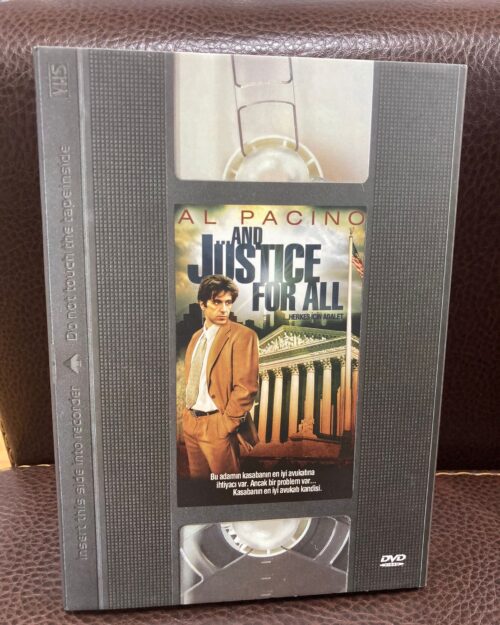 VHS
Do not touch the tape inside
Insert this side into recorder
AL PACINO
...AND
JUSTICE
FOR ALL
HERKES İÇİN ADALET
Bu adamın kasabanın en iyi avukatına
ihtiyacı var. Ancak bir problem var...
Kasabanın en iyi avukatı kendisi.
DVD
VIDEO